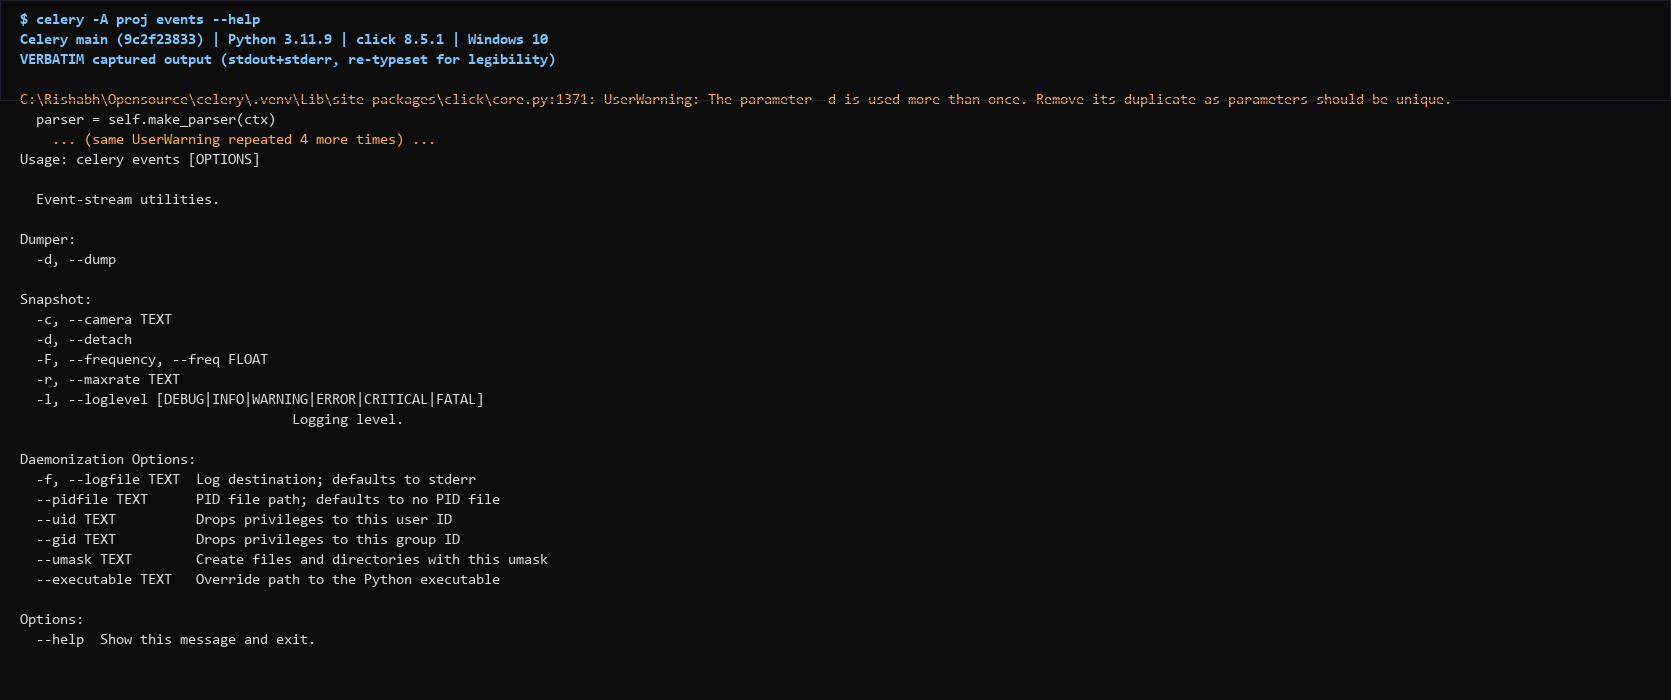 $ celery -A proj events --help
Celery main (9c2f23833) | Python 3.11.9 | click 8.5.1 | Windows 10
VERBATIM captured output (stdout+stderr, re-typeset for legibility)
C:\Rishabh\Opensource\celery\.venv\Lib\site-packages\click\core.py:1371: UserWarning: The parameter -d is used more than once. Remove its duplicate as parameters should be unique.
  parser = self.make_parser(ctx)
    ... (same UserWarning repeated 4 more times) ...
Usage: celery events [OPTIONS]
  Event-stream utilities.
Dumper:
  -d, --dump
Snapshot:
  -c, --camera TEXT
  -d, --detach
  -F, --frequency, --freq FLOAT
  -r, --maxrate TEXT
  -l, --loglevel [DEBUG|INFO|WARNING|ERROR|CRITICAL|FATAL]
                                  Logging level.
Daemonization Options:
  -f, --logfile TEXT  Log destination; defaults to stderr
  --pidfile TEXT      PID file path; defaults to no PID file
  --uid TEXT          Drops privileges to this user ID
  --gid TEXT          Drops privileges to this group ID
  --umask TEXT        Create files and directories with this umask
  --executable TEXT   Override path to the Python executable
Options:
  --help  Show this message and exit.